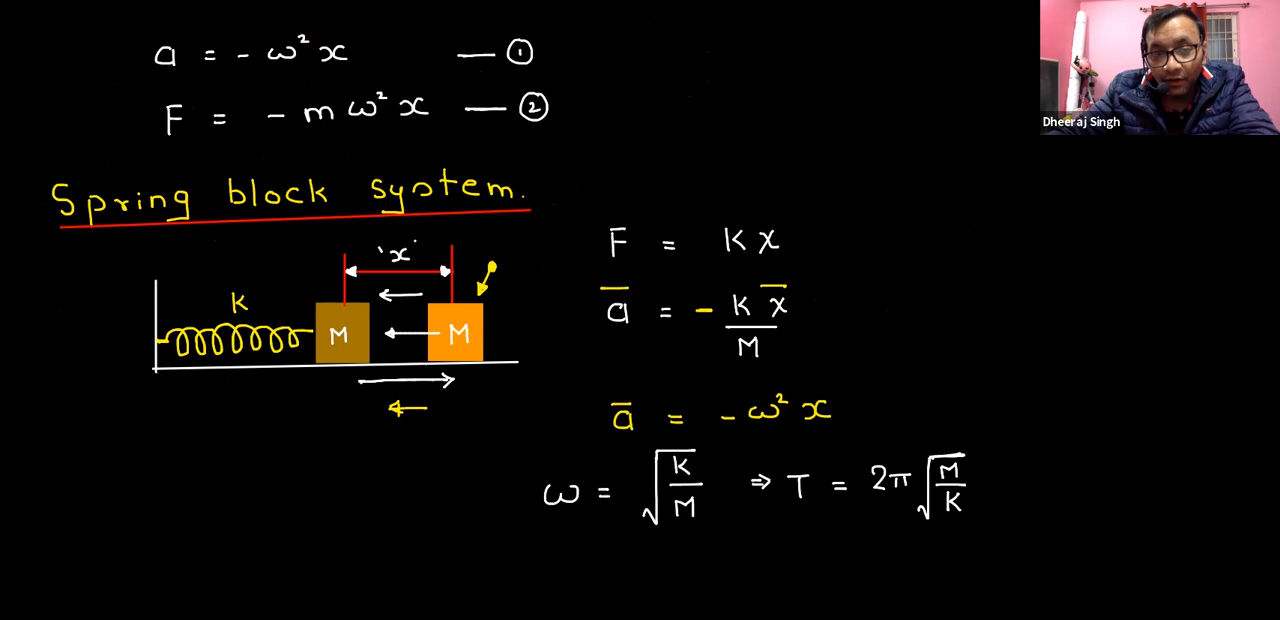 a = - ω² x — ①
F = - m ω² x — ②
Dheeraj Singh
Spring block system.
'x'
K
M
M
F = K x
a̅ = - K x̅ / M
a̅ = - ω² x
ω = √(K/M) ⇒ T = 2π √(M/K)